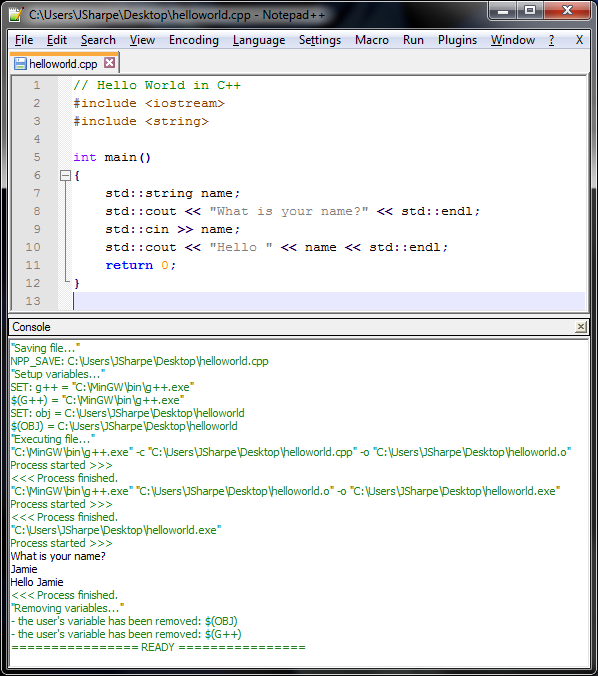 C:\Users\JSharpe\Desktop\helloworld.cpp - Notepad++
File Edit Search View Encoding Language Settings Macro Run Plugins Window ? X
helloworld.cpp
1 // Hello World in C++
2 #include <iostream>
3 #include <string>
4
5 int main()
6 {
7 std::string name;
8 std::cout << "What is your name?" << std::endl;
9 std::cin >> name;
10 std::cout << "Hello " << name << std::endl;
11 return 0;
12 }
13
Console
"Saving file..."
NPP_SAVE: C:\Users\JSharpe\Desktop\helloworld.cpp
"Setup variables..."
SET: g++ = "C:\MinGW\bin\g++.exe"
$(G++) = "C:\MinGW\bin\g++.exe"
SET: obj = C:\Users\JSharpe\Desktop\helloworld
$(OBJ) = C:\Users\JSharpe\Desktop\helloworld
"Executing file..."
"C:\MinGW\bin\g++.exe" -c "C:\Users\JSharpe\Desktop\helloworld.cpp" -o "C:\Users\JSharpe\Desktop\helloworld.o"
Process started >>>
<<< Process finished.
"C:\MinGW\bin\g++.exe" "C:\Users\JSharpe\Desktop\helloworld.o" -o "C:\Users\JSharpe\Desktop\helloworld.exe"
Process started >>>
<<< Process finished.
"C:\Users\JSharpe\Desktop\helloworld.exe"
Process started >>>
What is your name?
Jamie
Hello Jamie
<<< Process finished.
"Removing variables..."
- the user's variable has been removed: $(OBJ)
- the user's variable has been removed: $(G++)
================ READY ================